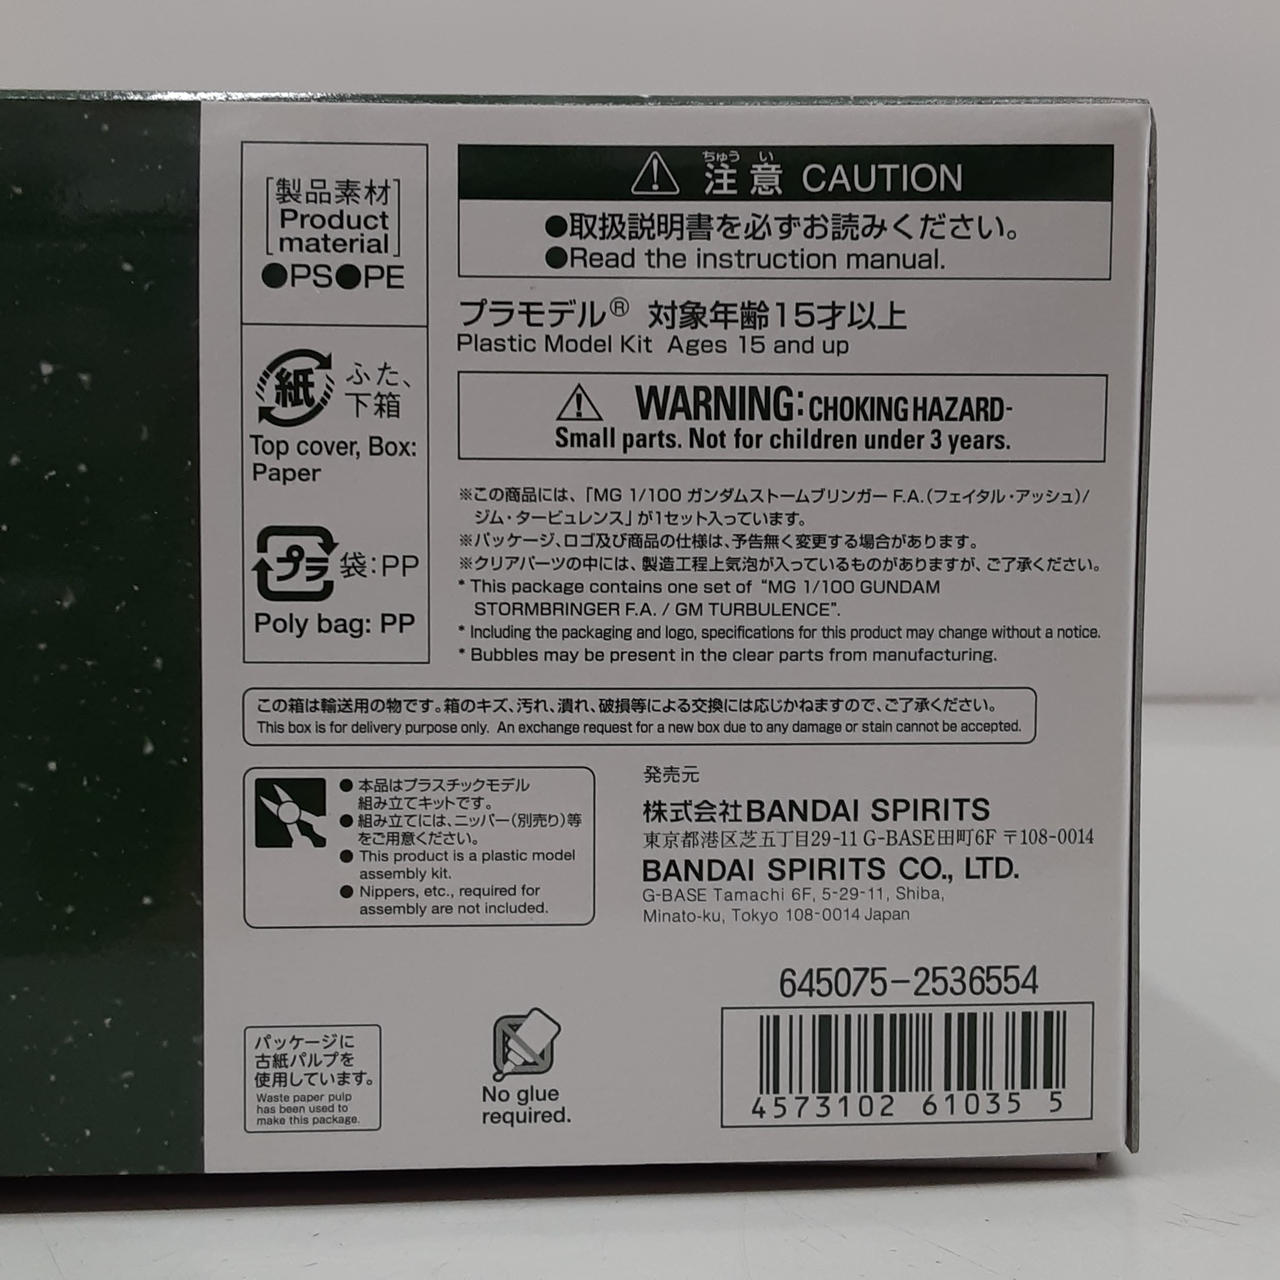 [製品素材]
Product
material
●PS●PE
紙
ふた、
下箱
Top cover, Box:
Paper
プラ
袋:PP
Poly bag: PP
ちゅう い
注意 CAUTION
●取扱説明書を必ずお読みください。
●Read the instruction manual.
プラモデル® 対象年齢15才以上
Plastic Model Kit Ages 15 and up
WARNING: CHOKING HAZARD-
Small parts. Not for children under 3 years.
※この商品には、「MG 1/100 ガンダムストームブリンガー F.A.(フェイタル・アッシュ)/
ジム・タービュレンス」が1セット入っています。
※パッケージ、ロゴ及び商品の仕様は、予告無く変更する場合があります。
※クリアパーツの中には、製造工程上気泡が入っているものがありますが、ご了承ください。
* This package contains one set of “MG 1/100 GUNDAM
STORMBRINGER F.A. / GM TURBULENCE”.
* Including the packaging and logo, specifications for this product may change without a notice.
* Bubbles may be present in the clear parts from manufacturing.
この箱は輸送用の物です。箱のキズ、汚れ、潰れ、破損等による交換には応じかねますので、ご了承ください。
This box is for delivery purpose only. An exchange request for a new box due to any damage or stain cannot be accepted.
●本品はプラスチックモデル
組み立てキットです。
●組み立てには、ニッパー(別売り)等
をご用意ください。
● This product is a plastic model
assembly kit.
● Nippers, etc., required for
assembly are not included.
発売元
株式会社BANDAI SPIRITS
東京都港区芝五丁目29-11 G-BASE田町6F 〒108-0014
BANDAI SPIRITS CO., LTD.
G-BASE Tamachi 6F, 5-29-11, Shiba,
Minato-ku, Tokyo 108-0014 Japan
パッケージに
古紙パルプを
使用しています。
Waste paper pulp
has been used to
make this package.
No glue
required.
645075-2536554
4573102 61035 5